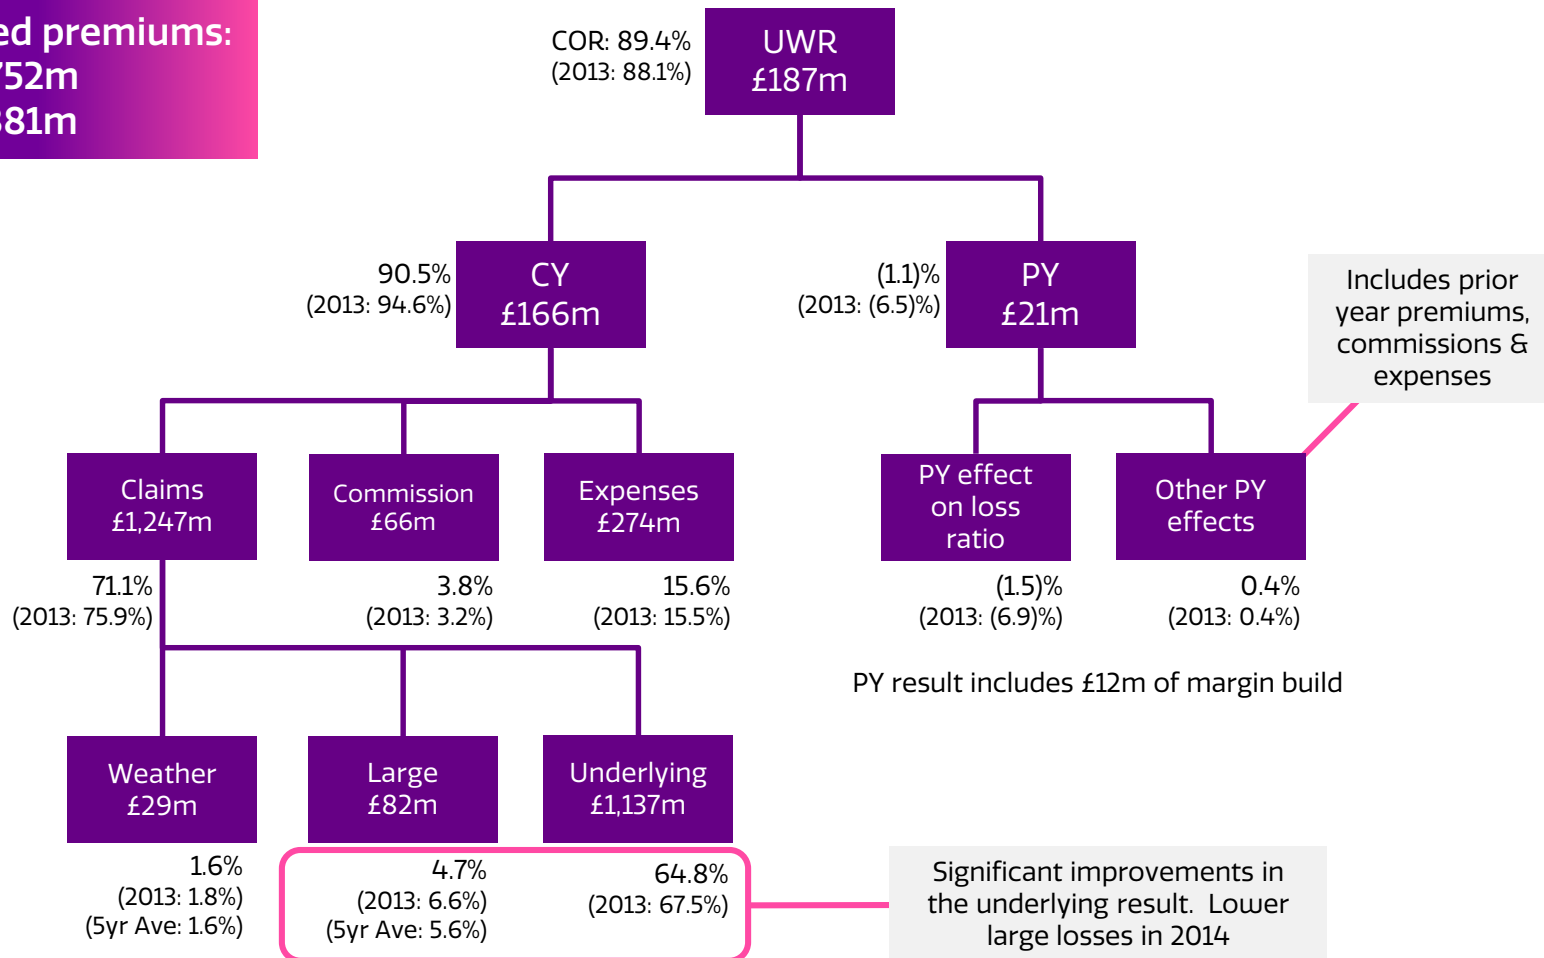 premiums:
COR: 89.4%
(2013: 88.1%)
UWR
£187m
90.5%
(2013: 94.6%)
CY
£166m
(1.1)%
(2013: (6.5)%
PY
£21m
Includes prior
year premiums,
commissions &
expenses
Claims
£1,247m
Commission
£66m
Expenses
£274m
PY effect
on loss
ratio
Other PY
effects
71.1%
(2013: 75.9%)
3.8%
(2013: 3.2%)
15.6%
(2013: 15.5%)
(1.5)%
(2013: (6.9)%
0.4%
(2013: 0.4%)
PY result includes £12m of margin build
Weather
£29m
Large
£82m
Underlying
£1,137m
1.6%
(2013: 1.8%)
(5yr Ave: 1.6%)
4.7%
(2013: 6.6%)
(5yr Ave: 5.6%)
64.8%
(2013: 67.5%)
Significant improvements in
the underlying result. Lower
large losses in 2014